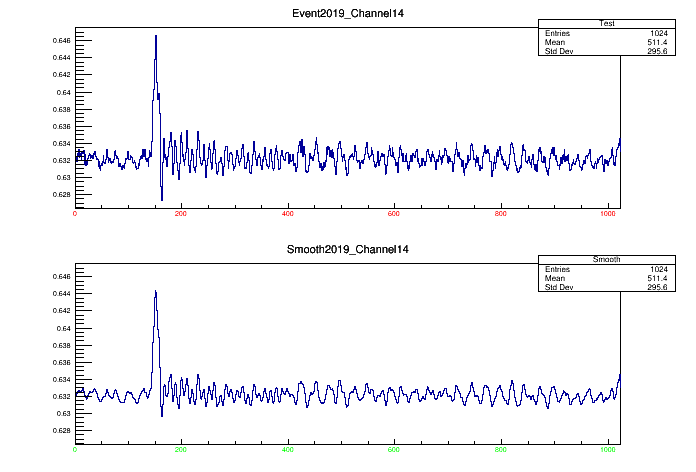 Event2019_Channel14
Test
Entries 1024
Mean 511.4
Std Dev 295.6
0.646
0.644
0.642
0.64
0.638
0.636
0.634
0.632
0.63
0.628
0 200 400 600 800 1000
Smooth2019_Channel14
Smooth
Entries 1024
Mean 511.4
Std Dev 295.6
0.646
0.644
0.642
0.64
0.638
0.636
0.634
0.632
0.63
0.628
0 200 400 600 800 1000